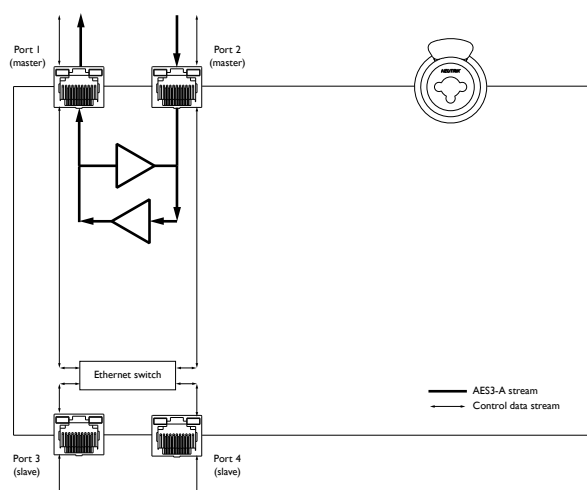 Port 1
(master)
Port 2
(master)
NEUTRIK
Ethernet switch
AES3-A stream
Control data stream
Port 3
(slave)
Port 4
(slave)